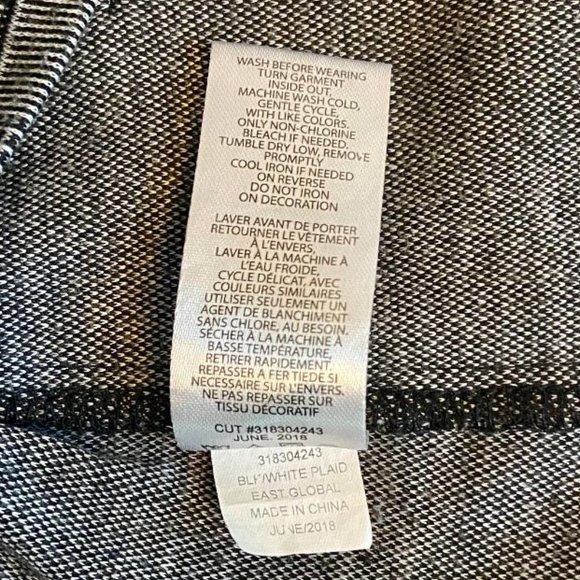 WASH BEFORE WEARING
TURN GARMENT
INSIDE OUT,
MACHINE WASH COLD,
GENTLE CYCLE,
WITH LIKE COLORS.
ONLY NON-CHLORINE
BLEACH IF NEEDED.
TUMBLE DRY LOW, REMOVE
PROMPTLY
COOL IRON IF NEEDED
ON REVERSE
DO NOT IRON
ON DECORATION
LAVER AVANT DE PORTER
RETOURNER LE VÊTEMENT
À L'ENVERS.
LAVER À LA MACHINE À
L'EAU FROIDE,
CYCLE DÉLICAT, AVEC
COULEURS SIMILAIRES
UTILISER SEULEMENT UN
AGENT DE BLANCHIMENT
SANS CHLORE, AU BESOIN.
SÉCHER À LA MACHINE À
BASSE TEMPÉRATURE,
RETIRER RAPIDEMENT.
REPASSER A FER TIEDE SI
NECESSAIRE SUR L'ENVERS.
NE PAS REPASSER SUR
TISSU DÉCORATIF
CUT #318304243
JUNE. 2018
318304243
BLK/WHITE PLAID
EAST GLOBAL
MADE IN CHINA
JUN/2018